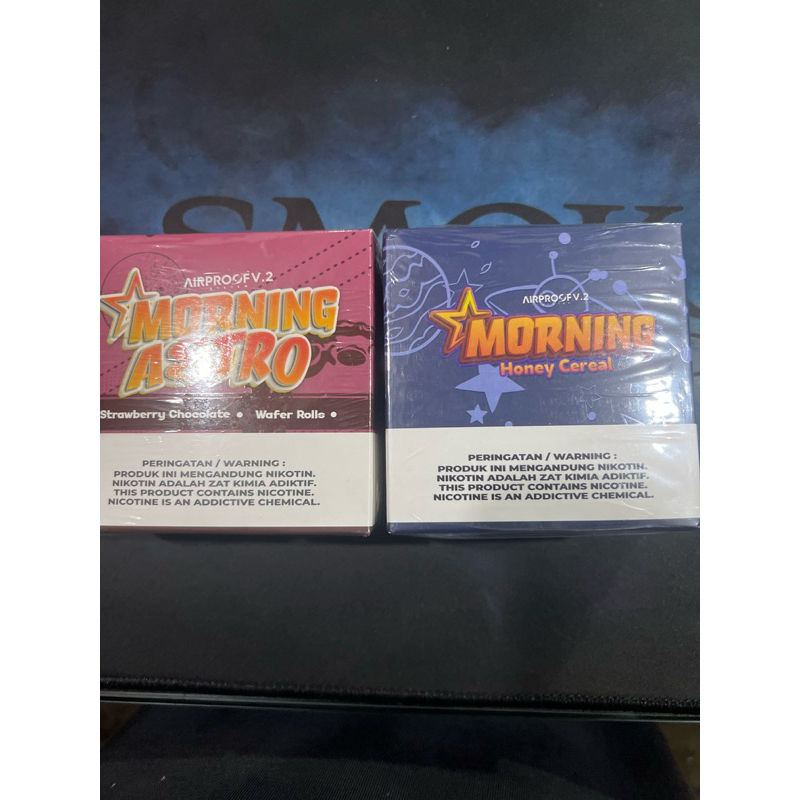 SMOK
AIRPROOF V.2
MORNING
ASTRO
Strawberry Chocolate • Wafer Rolls •
PERINGATAN / WARNING :
PRODUK INI MENGANDUNG NIKOTIN.
NIKOTIN ADALAH ZAT KIMIA ADIKTIF.
THIS PRODUCT CONTAINS NICOTINE.
NICOTINE IS AN ADDICTIVE CHEMICAL.
AIRPROOF V.2
MORNING
Honey Cereal
PERINGATAN / WARNING :
PRODUK INI MENGANDUNG NIKOTIN.
NIKOTIN ADALAH ZAT KIMIA ADIKTIF.
THIS PRODUCT CONTAINS NICOTINE.
NICOTINE IS AN ADDICTIVE CHEMICAL.